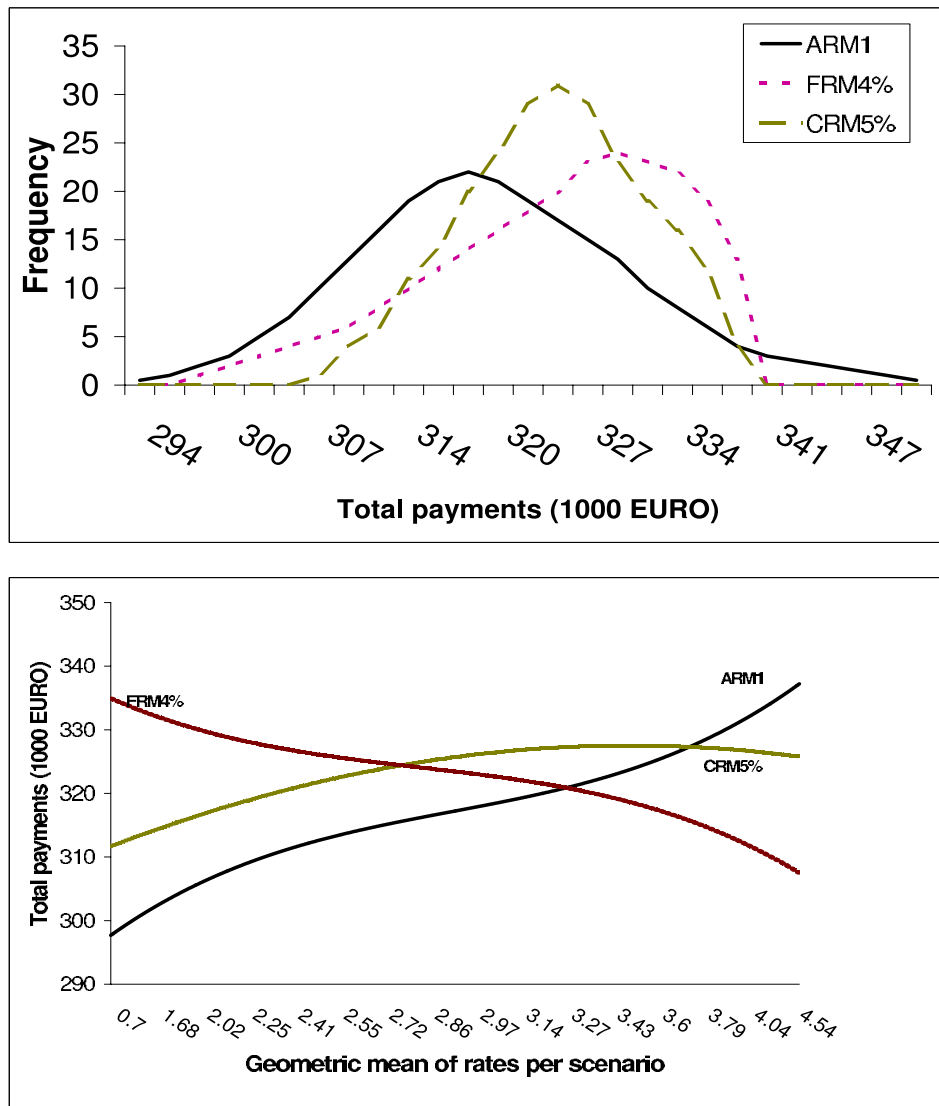 35
30
25
20
15
10
5
0
Frequency
ARM1
FRM4%
CRM5%
294 300 307 314 320 327 334 341 347
Total payments (1000 EURO)
350
340
330
320
310
300
290
Total payments (1000 EURO)
FRM4%
ARM1
CRM5%
0.7 1.68 2.02 2.25 2.41 2.55 2.72 2.86 2.97 3.14 3.27 3.43 3.6 3.79 4.04 4.54
Geometric mean of rates per scenario